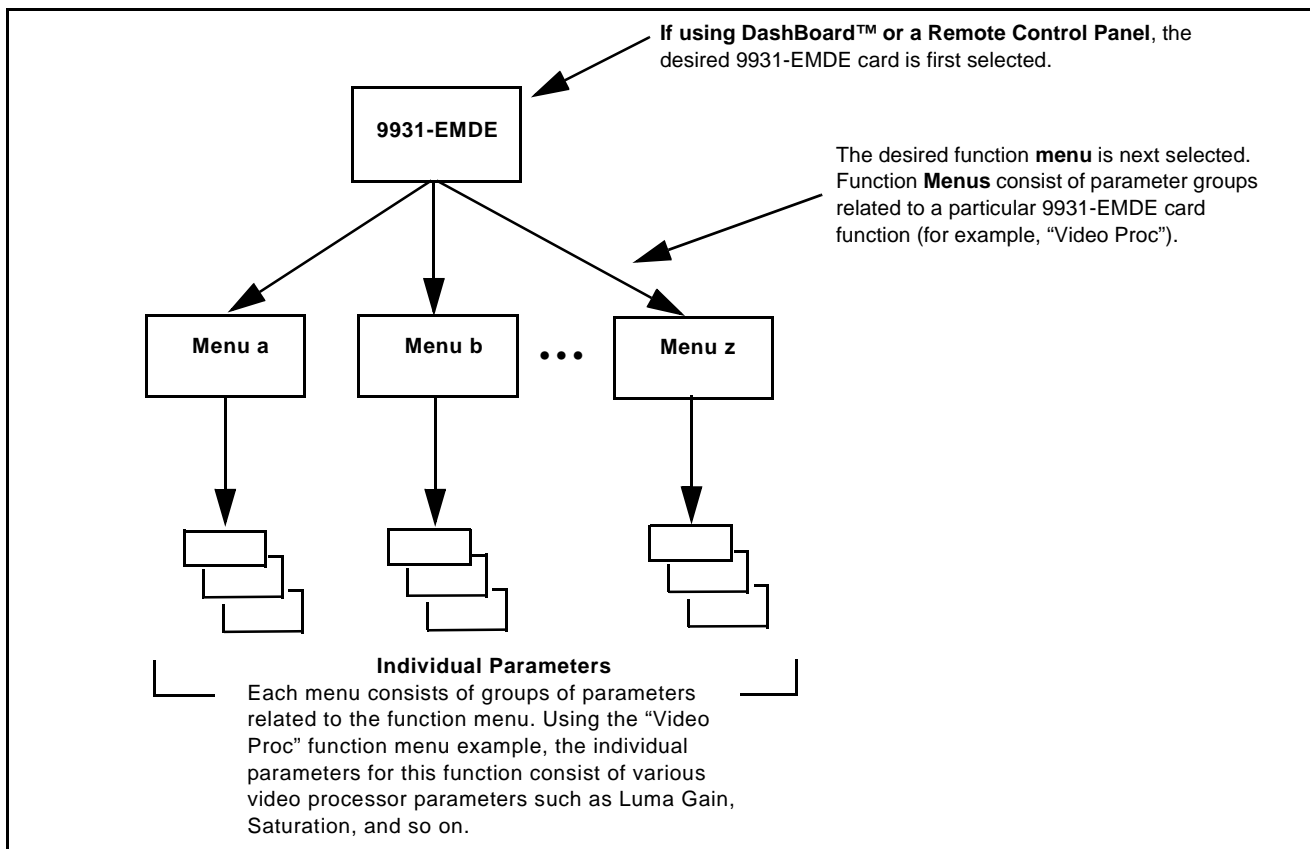 If using DashBoard™ or a Remote Control Panel, the
desired 9931-EMDE card is first selected.
9931-EMDE
The desired function menu is next selected.
Function Menus consist of parameter groups
related to a particular 9931-EMDE card
function (for example, “Video Proc”).
Menu a
Menu b
Menu z
Individual Parameters
Each menu consists of groups of parameters
related to the function menu. Using the “Video
Proc” function menu example, the individual
parameters for this function consist of various
video processor parameters such as Luma Gain,
Saturation, and so on.